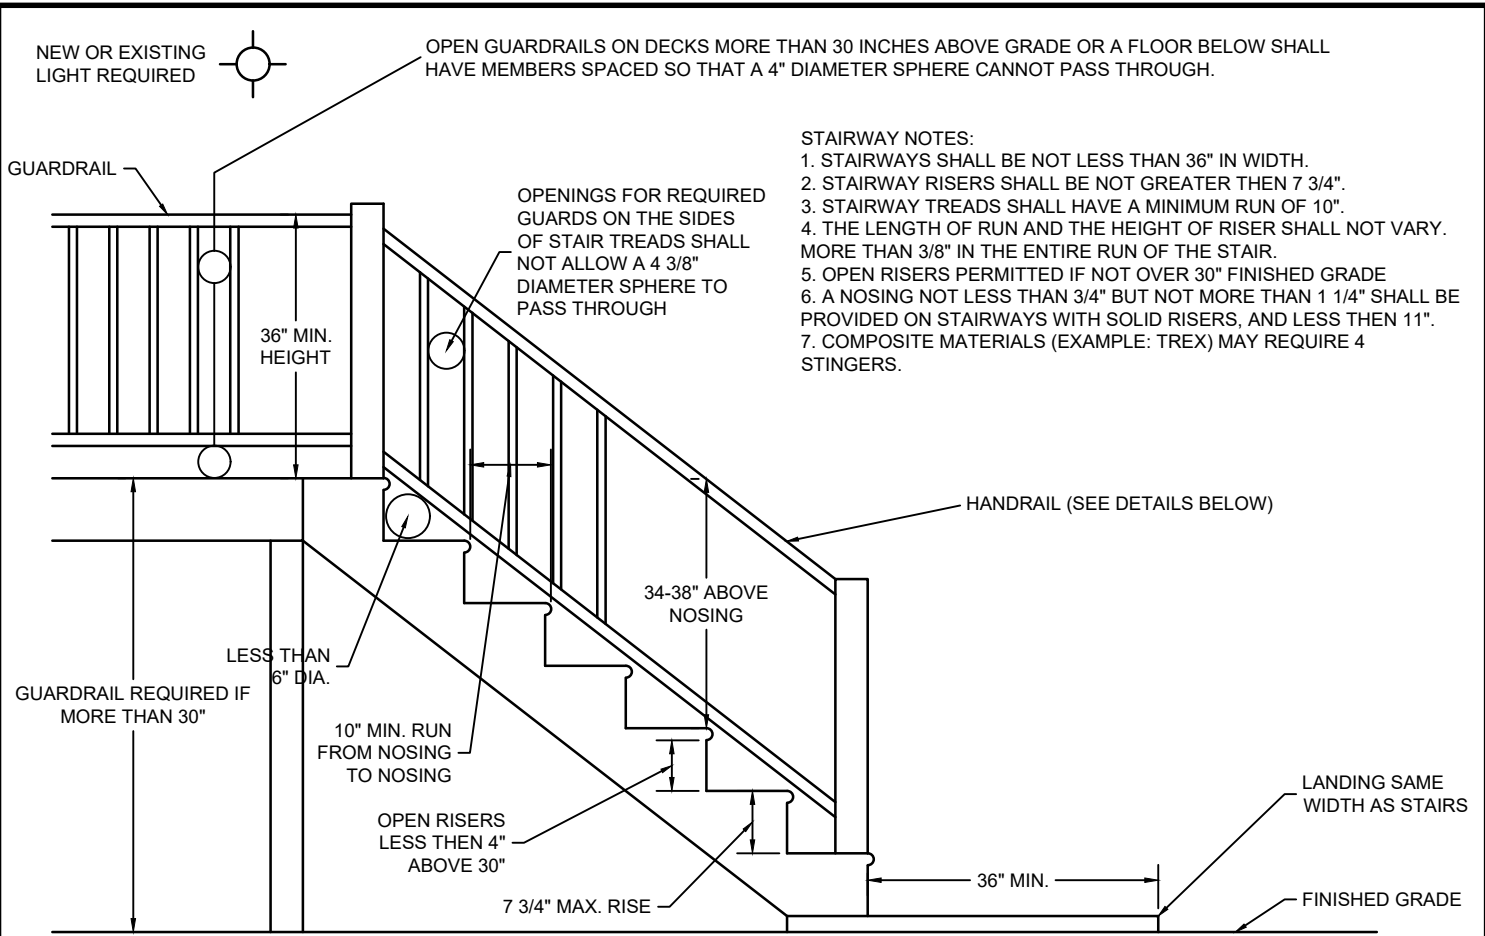 NEW OR EXISTING
LIGHT REQUIRED
OPEN GUARDRAILS ON DECKS MORE THAN 30 INCHES ABOVE GRADE OR A FLOOR BELOW SHALL
HAVE MEMBERS SPACED SO THAT A 4" DIAMETER SPHERE CANNOT PASS THROUGH.
GUARDRAIL
OPENINGS FOR REQUIRED
GUARDS ON THE SIDES
OF STAIR TREADS SHALL
NOT ALLOW A 4 3/8"
DIAMETER SPHERE TO
PASS THROUGH
STAIRWAY NOTES:
1. STAIRWAYS SHALL BE NOT LESS THAN 36" IN WIDTH.
2. STAIRWAY RISERS SHALL BE NOT GREATER THEN 7 3/4".
3. STAIRWAY TREADS SHALL HAVE A MINIMUM RUN OF 10".
4. THE LENGTH OF RUN AND THE HEIGHT OF RISER SHALL NOT VARY.
MORE THAN 3/8" IN THE ENTIRE RUN OF THE STAIR.
5. OPEN RISERS PERMITTED IF NOT OVER 30" FINISHED GRADE
6. A NOSING NOT LESS THAN 3/4" BUT NOT MORE THAN 1 1/4" SHALL BE
PROVIDED ON STAIRWAYS WITH SOLID RISERS, AND LESS THEN 11".
7. COMPOSITE MATERIALS (EXAMPLE: TREX) MAY REQUIRE 4
STINGERS.
36" MIN.
HEIGHT
HANDRAIL (SEE DETAILS BELOW)
34-38" ABOVE
NOSING
LESS THAN
6" DIA.
GUARDRAIL REQUIRED IF
MORE THAN 30"
10" MIN. RUN
FROM NOSING
TO NOSING
OPEN RISERS
LESS THEN 4"
ABOVE 30"
7 3/4" MAX. RISE
36" MIN.
LANDING SAME
WIDTH AS STAIRS
FINISHED GRADE